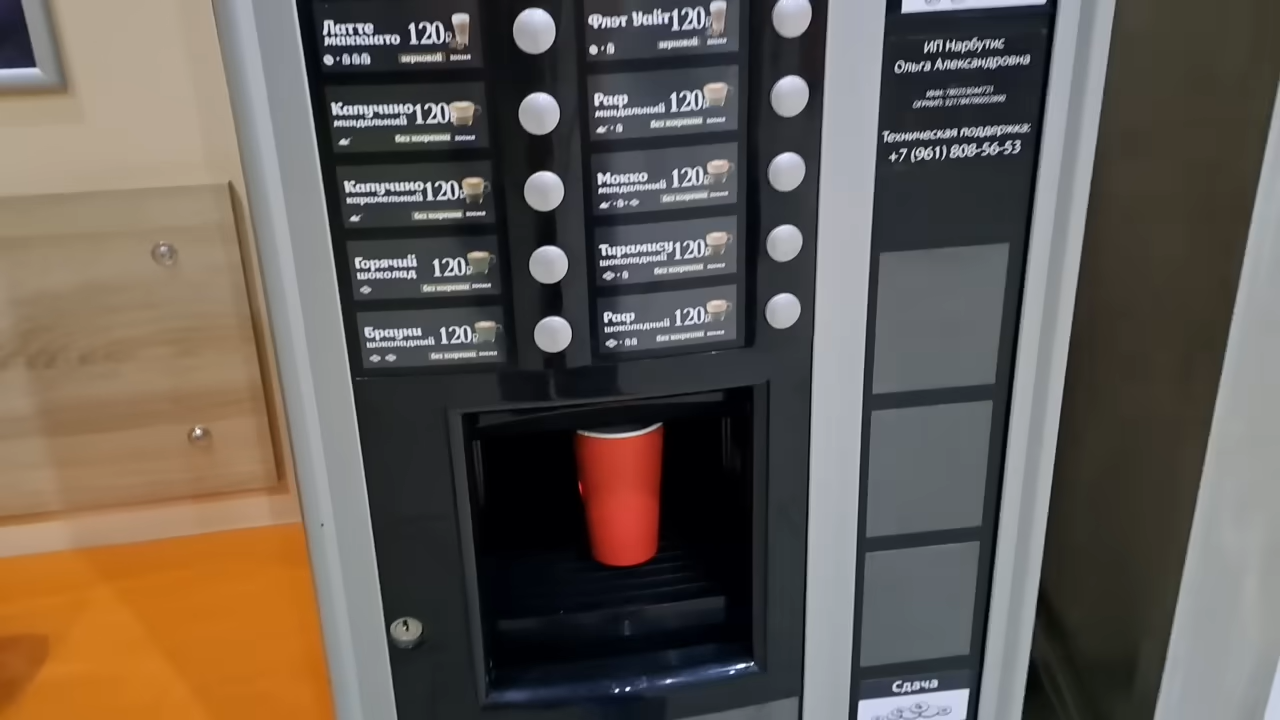 Латте 120₽
маккиато
зерновой
Капучино 120
миндальный
без кофеина
Капучино 120₽
карамельный
без кофеина
Горячий
шоколад 120₽
без кофеина
Брауни 120₽
шоколадный
без кофеина
Флэт Уайт 120₽
зерновой
Раф 120₽
миндальный
без кофеина
Мокко 120₽
миндальный
без кофеина
Тирамису 120₽
шоколадный
без кофеина
Раф 120₽
шоколадный
без кофеина
ИП Нарбутис
Ольга Александровна
Техническая поддержка:
+7 (961) 808-56-53
Сдача